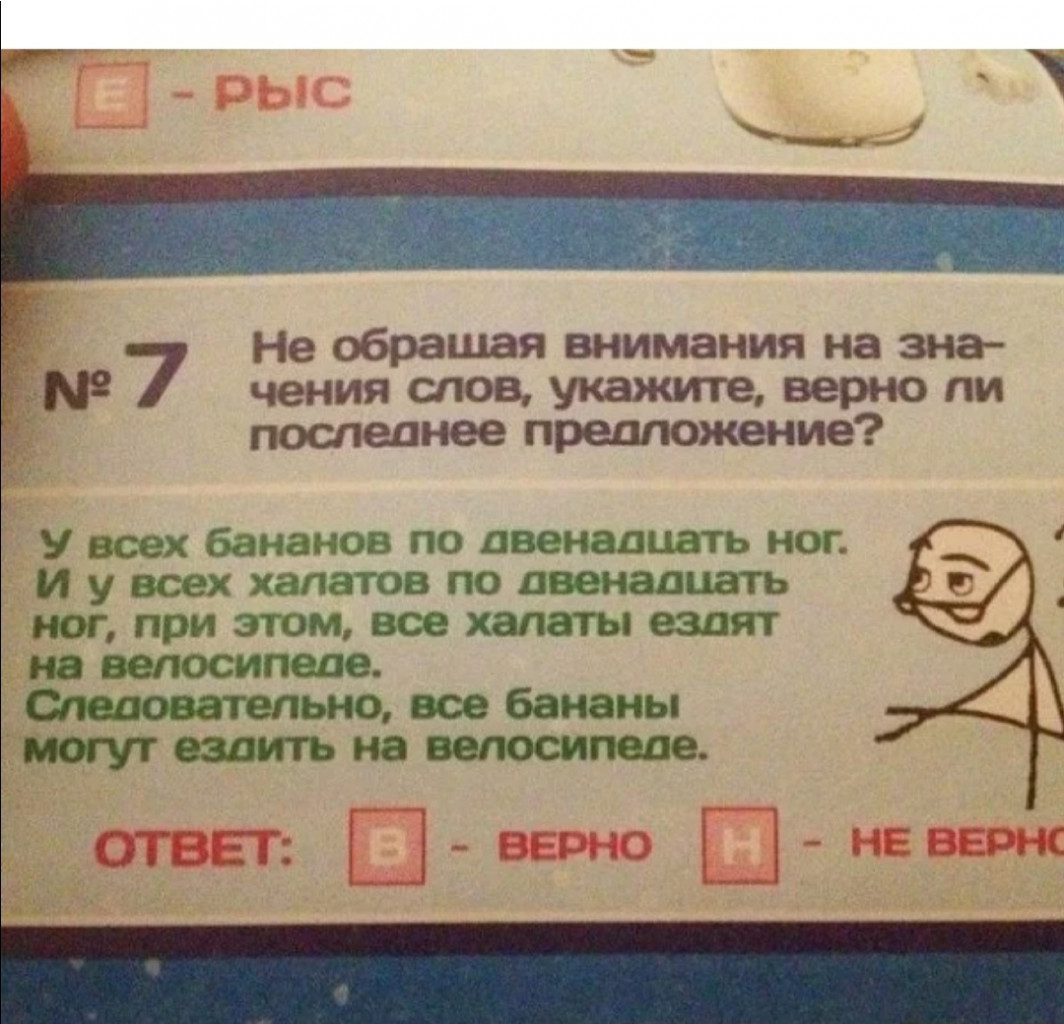 Е - РЫС
№ 7
Не обращая внимания на зна-
чения слов, укажите, верно ли
последнее предложение?
У всех бананов по двенадцать ног.
И у всех халатов по двенадцать
ног, при этом, все халаты ездят
на велосипеде.
Следовательно, все бананы
могут ездить на велосипеде.
ОТВЕТ: В - ВЕРНО Н - НЕ ВЕРНО